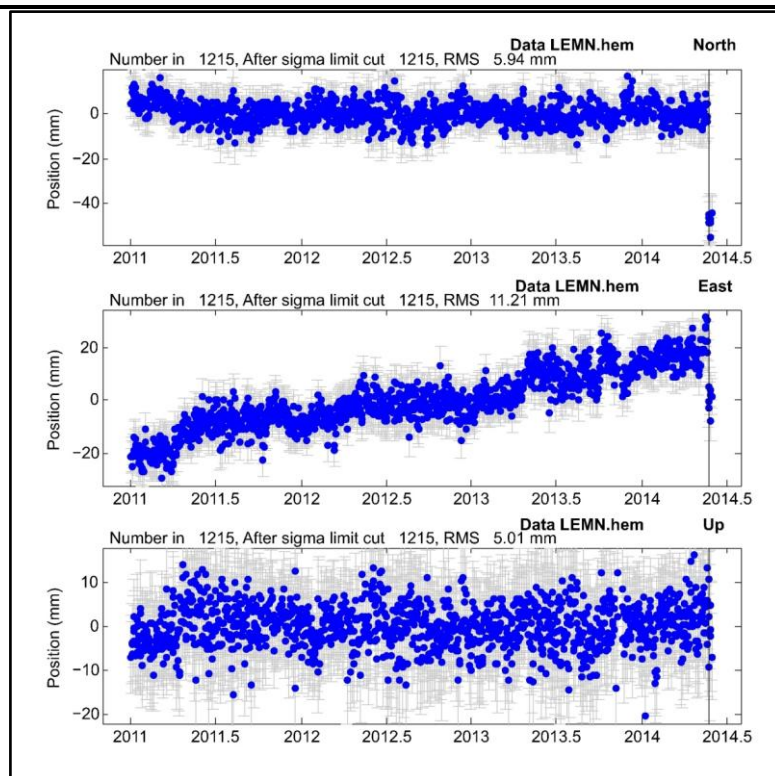 Data LEMN.hem North
Number in 1215, After sigma limit cut 1215, RMS 5.94 mm
Position (mm)
0
−20
−40
2011 2011.5 2012 2012.5 2013 2013.5 2014 2014.5
Data LEMN.hem East
Number in 1215, After sigma limit cut 1215, RMS 11.21 mm
Position (mm)
20
0
−20
2011 2011.5 2012 2012.5 2013 2013.5 2014 2014.5
Data LEMN.hem Up
Number in 1215, After sigma limit cut 1215, RMS 5.01 mm
Position (mm)
10
0
−10
−20
2011 2011.5 2012 2012.5 2013 2013.5 2014 2014.5